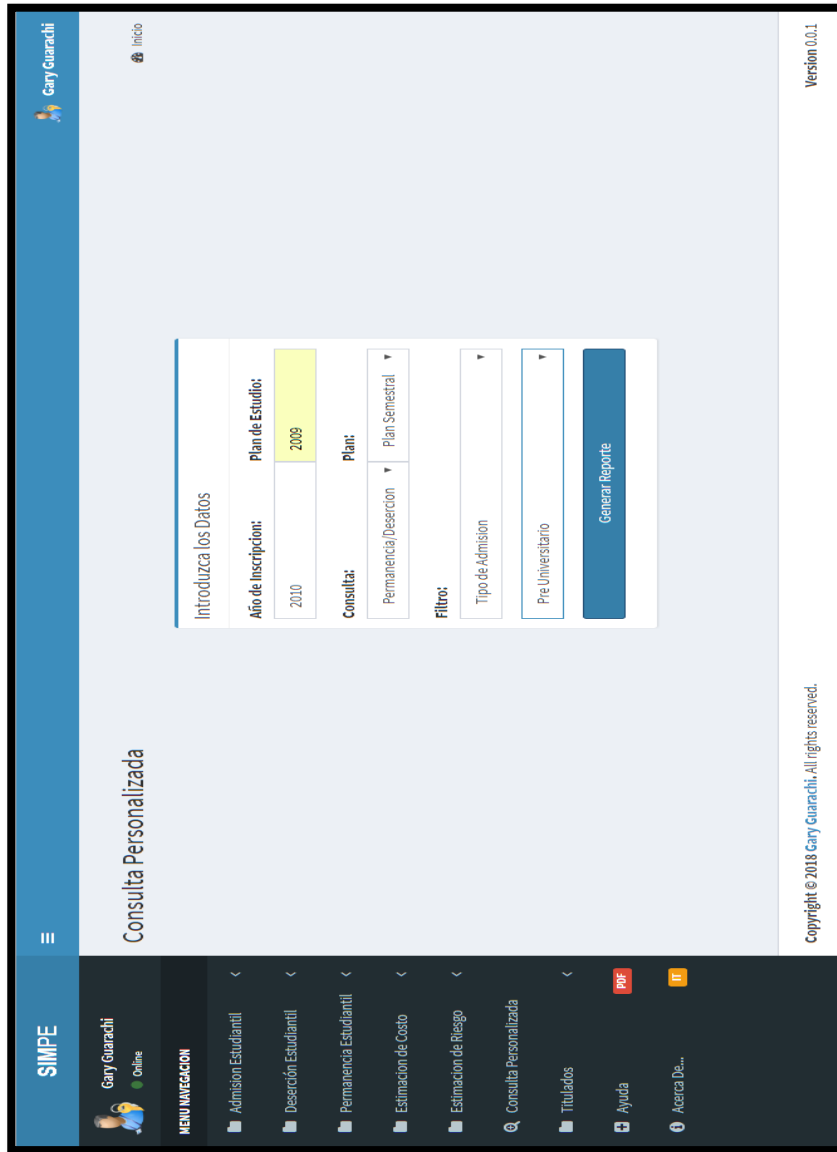 SIMPE
Gary Guarachi
Gary Guarachi
Online
MENU NAVEGACION
Admision Estudiantil
Deserción Estudiantil
Permanencia Estudiantil
Estimacion de Costo
Estimacion de Riesgo
Consulta Personalizada
Titulados
Ayuda PDF
Acerca De... IT
Consulta Personalizada
Inicio
Introduzca los Datos
Año de Inscripcion: Plan de Estudio:
2010 2009
Consulta: Plan:
Permanencia/Desercion Plan Semestral
Filtro:
Tipo de Admision
Pre Universitario
Generar Reporte
Copyright © 2018 Gary Guarachi. All rights reserved. Version 0.0.1